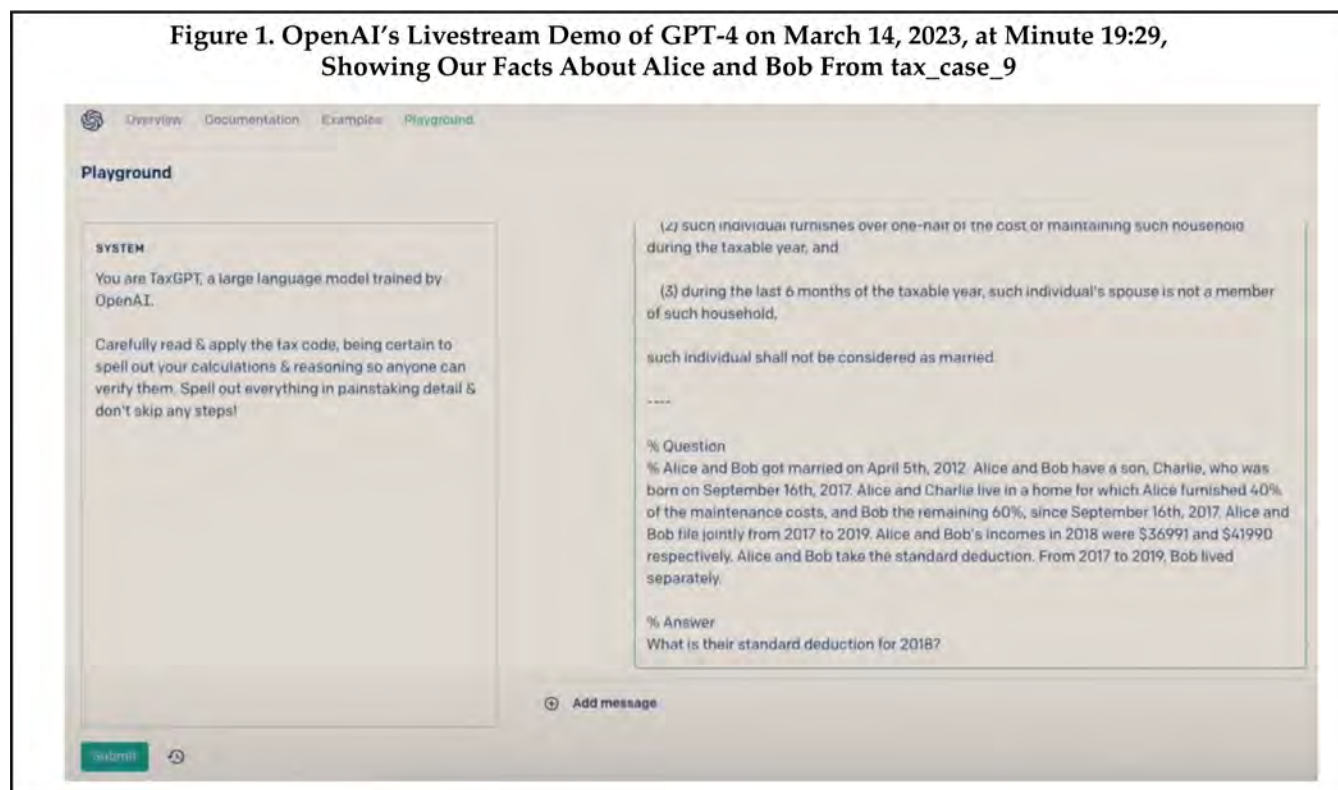 Figure 1. OpenAI's Livestream Demo of GPT-4 on March 14, 2023, at Minute 19:29,
Showing Our Facts About Alice and Bob From tax_case_9
Overview Documentation Examples Playground
Playground
SYSTEM
You are TaxGPT, a large language model trained by
OpenAI.
Carefully read & apply the tax code, being certain to
spell out your calculations & reasoning so anyone can
verify them. Spell out everything in painstaking detail &
don't skip any steps!
(2) such individual furnishes over one-half of the cost of maintaining such household
during the taxable year, and
(3) during the last 6 months of the taxable year, such individual's spouse is not a member
of such household,
such individual shall not be considered as married.
----
% Question
% Alice and Bob got married on April 5th, 2012. Alice and Bob have a son, Charlie, who was
born on September 16th, 2017. Alice and Charlie live in a home for which Alice furnished 40%
of the maintenance costs, and Bob the remaining 60%, since September 16th, 2017. Alice and
Bob file jointly from 2017 to 2019. Alice and Bob's incomes in 2018 were $36991 and $41990
respectively. Alice and Bob take the standard deduction. From 2017 to 2019, Bob lived
separately.
% Answer
What is their standard deduction for 2018?
Add message
Submit